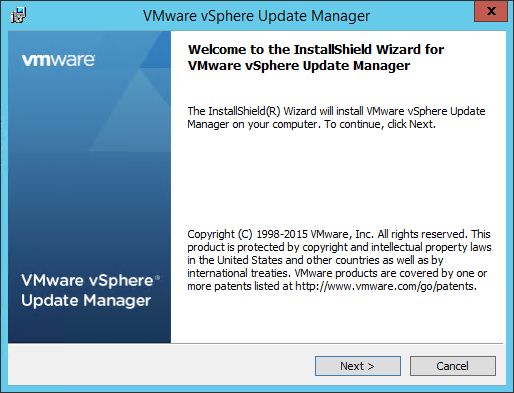 VMware vSphere Update Manager
X
vmware
Welcome to the InstallShield Wizard for
VMware vSphere Update Manager
The InstallShield(R) Wizard will install VMware vSphere Update
Manager on your computer. To continue, click Next.
Copyright (C) 1998-2015 VMware, Inc. All rights reserved. This
product is protected by copyright and intellectual property laws
in the United States and other countries as well as by
international treaties. VMware products are covered by one or
more patents listed at http://www.vmware.com/go/patents.
VMware vSphere®
Update Manager
Next >
Cancel